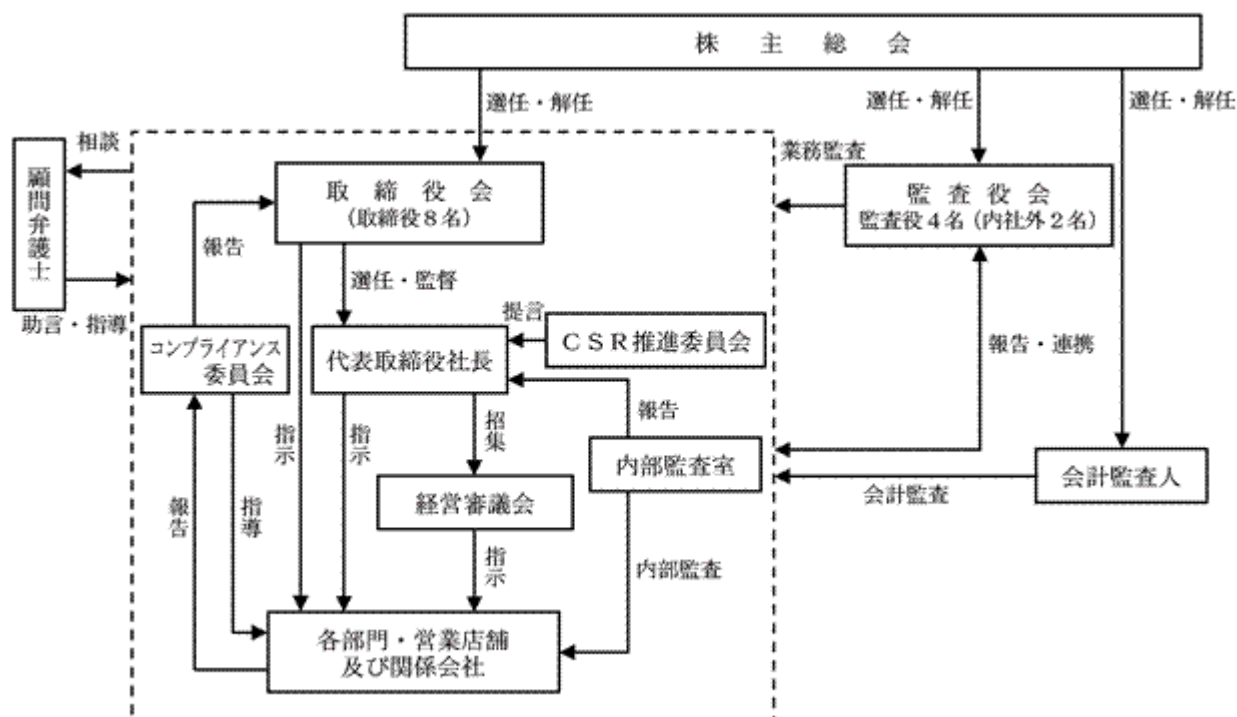 株主総会
選任・解任
選任・解任
選任・解任
相談
業務監査
顧問弁護士
取締役会
(取締役8名)
監査役会
監査役4名(内社外2名)
報告
選任・監督
助言・指導
提言
CSR推進委員会
コンプライアンス
委員会
代表取締役社長
報告・連携
報告
指示
指示
招集
内部監査室
会計監査人
会計監査
経営審議会
報告
指導
指示
内部監査
各部門・営業店舗
及び関係会社